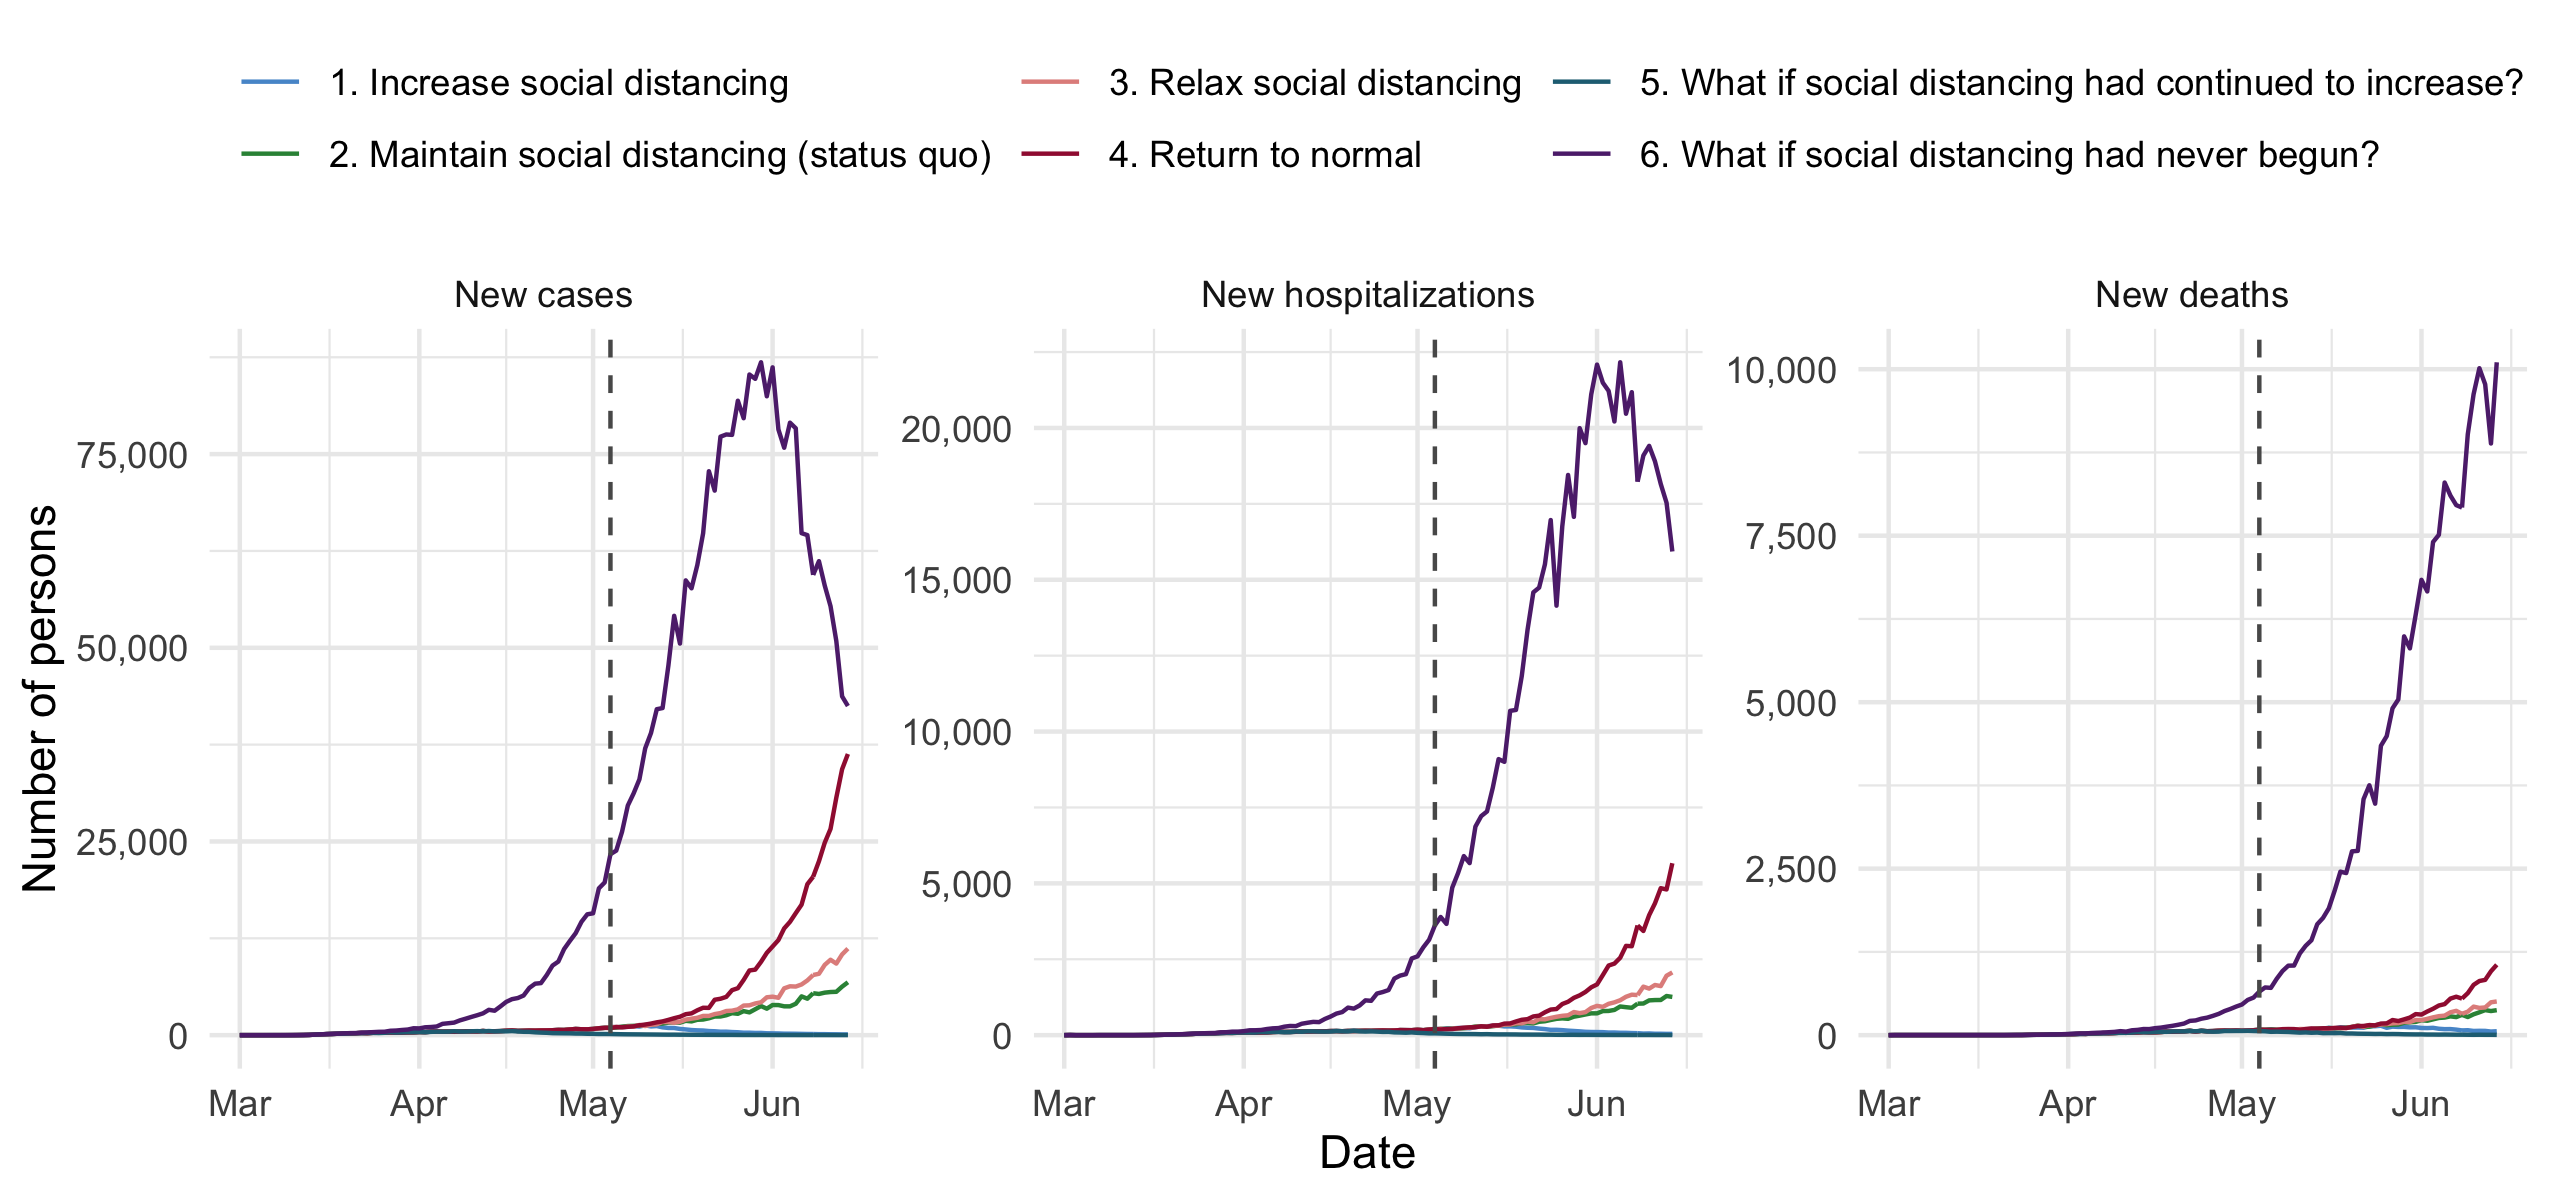 1. Increase social distancing
3. Relax social distancing
5. What if social distancing had continued to increase?
2. Maintain social distancing (status quo)
4. Return to normal
6. What if social distancing had never begun?
New cases
New hospitalizations
New deaths
Number of persons
75,000
50,000
25,000
0
20,000
15,000
10,000
5,000
0
10,000
7,500
5,000
2,500
0
Mar Apr May Jun
Mar Apr May Jun
Mar Apr May Jun
Date